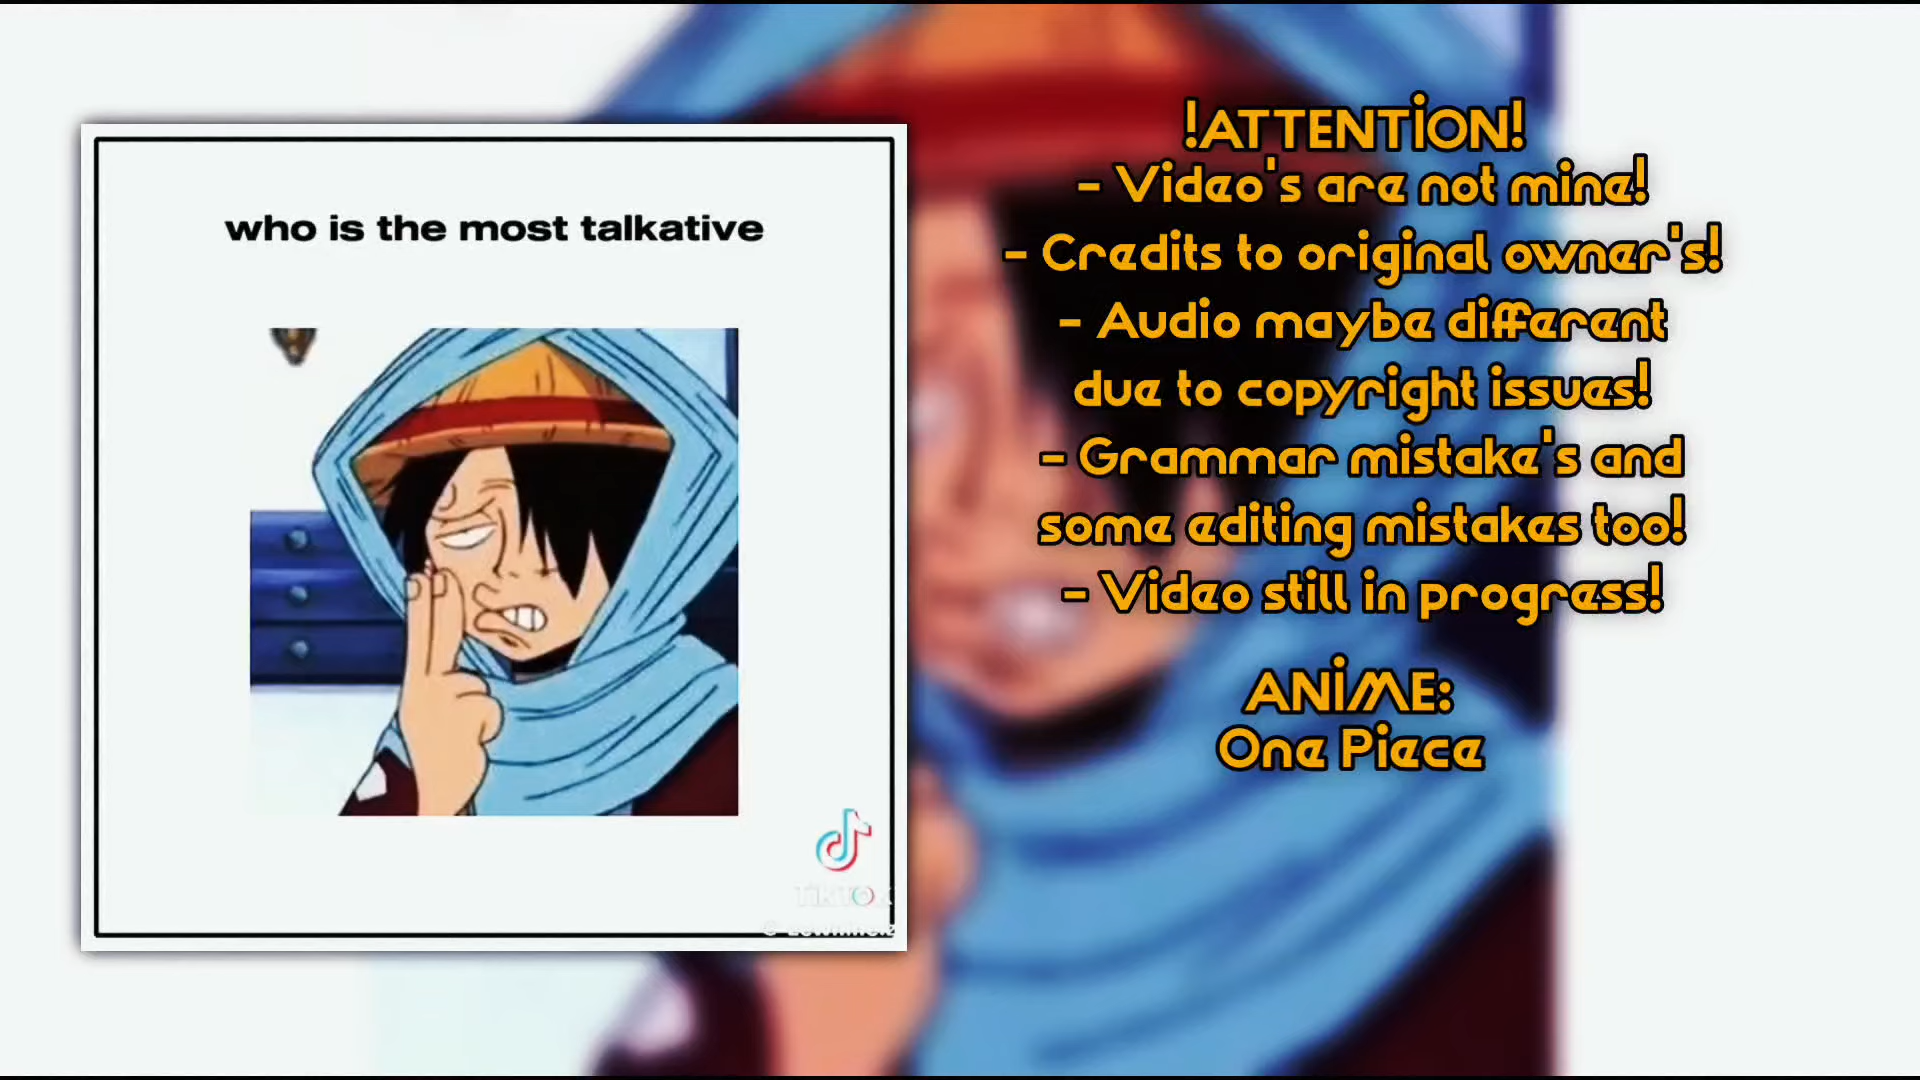 who is the most talkative
TikTok
!ATTENTION!
- Video's are not mine!
- Credits to original owner's!
- Audio maybe different
due to copyright issues!
- Grammar mistake's and
some editing mistakes too!
- Video still in progress!
ANIME:
One Piece